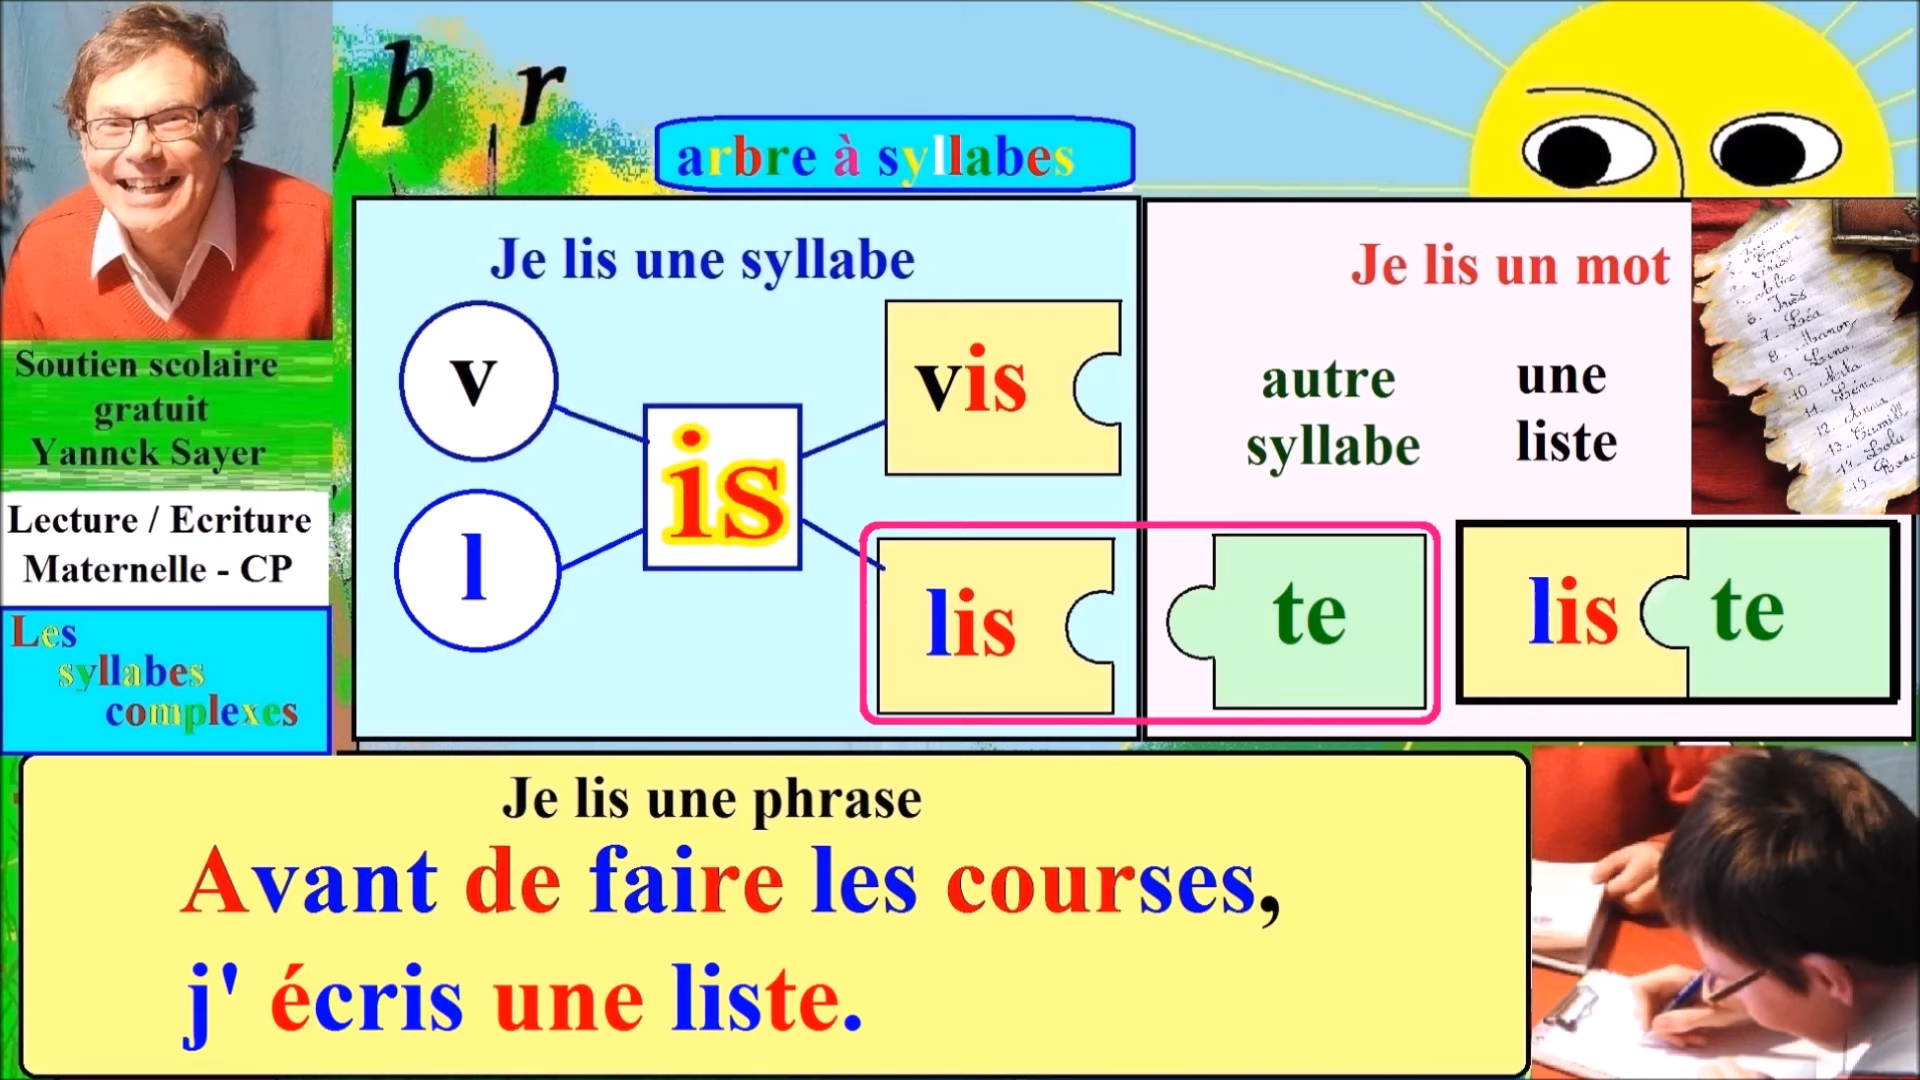 b r
arbre à syllabes
Soutien scolaire
gratuit
Yannck Sayer
Lecture / Ecriture
Maternelle - CP
Les
syllabes
complexes
Je lis une syllabe
v
l
is
vis
lis
Je lis un mot
autre
syllabe
une
liste
te
lis te
Je lis une phrase
Avant de faire les courses,
j' écris une liste.